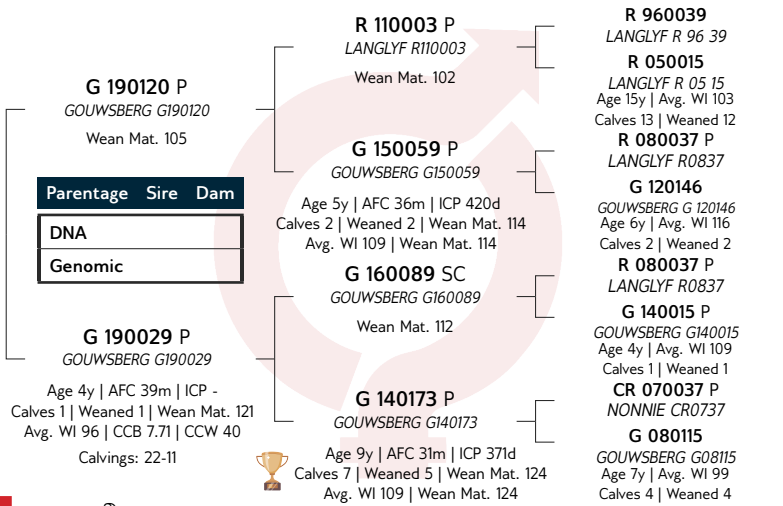 G 190120 P
GOUWSBERG G190120
Wean Mat. 105
Parentage Sire Dam
DNA
Genomic
G 190029 P
GOUWSBERG G190029
Age 4y | AFC 39m | ICP -
Calves 1 | Weaned 1 | Wean Mat. 121
Avg. WI 96 | CCB 7.71 | CCW 40
Calvings: 22-11
R 110003 P
LANGLYF R110003
Wean Mat. 102
G 150059 P
GOUWSBERG G150059
Age 5y | AFC 36m | ICP 420d
Calves 2 | Weaned 2 | Wean Mat. 114
Avg. WI 109 | Wean Mat. 114
G 160089 SC
GOUWSBERG G160089
Wean Mat. 112
G 140173 P
GOUWSBERG G140173
Age 9y | AFC 31m | ICP 371d
Calves 7 | Weaned 5 | Wean Mat. 124
Avg. WI 109 | Wean Mat. 124
R 960039
LANGLYF R 96 39
R 050015
LANGLYF R 05 15
Age 15y | Avg. WI 103
Calves 13 | Weaned 12
R 080037 P
LANGLYF R0837
G 120146
GOUWSBERG G 120146
Age 6y | Avg. WI 116
Calves 2 | Weaned 2
R 080037 P
LANGLYF R0837
G 140015 P
GOUWSBERG G140015
Age 4y | Avg. WI 109
Calves 1 | Weaned 1
CR 070037 P
NONNIE CR0737
G 080115
GOUWSBERG G08115
Age 7y | Avg. WI 99
Calves 4 | Weaned 4